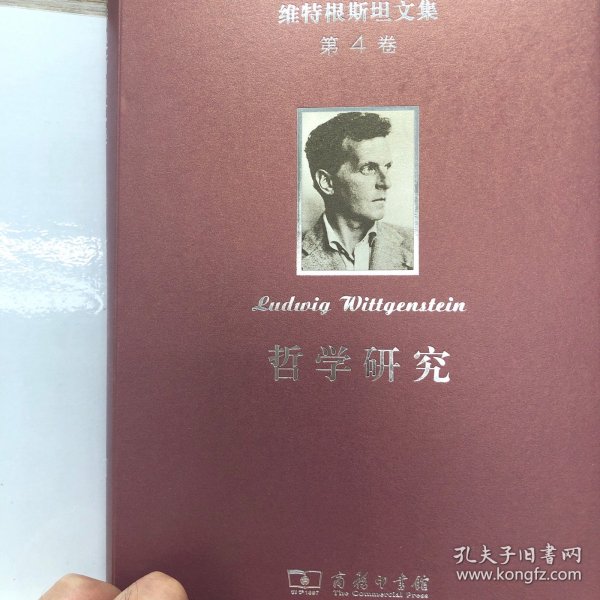 维特根斯坦文集
第4卷
Ludwig Wittgenstein
哲学研究
商务印书馆
The Commercial Press
孔夫子旧书网
www.kongfz.com